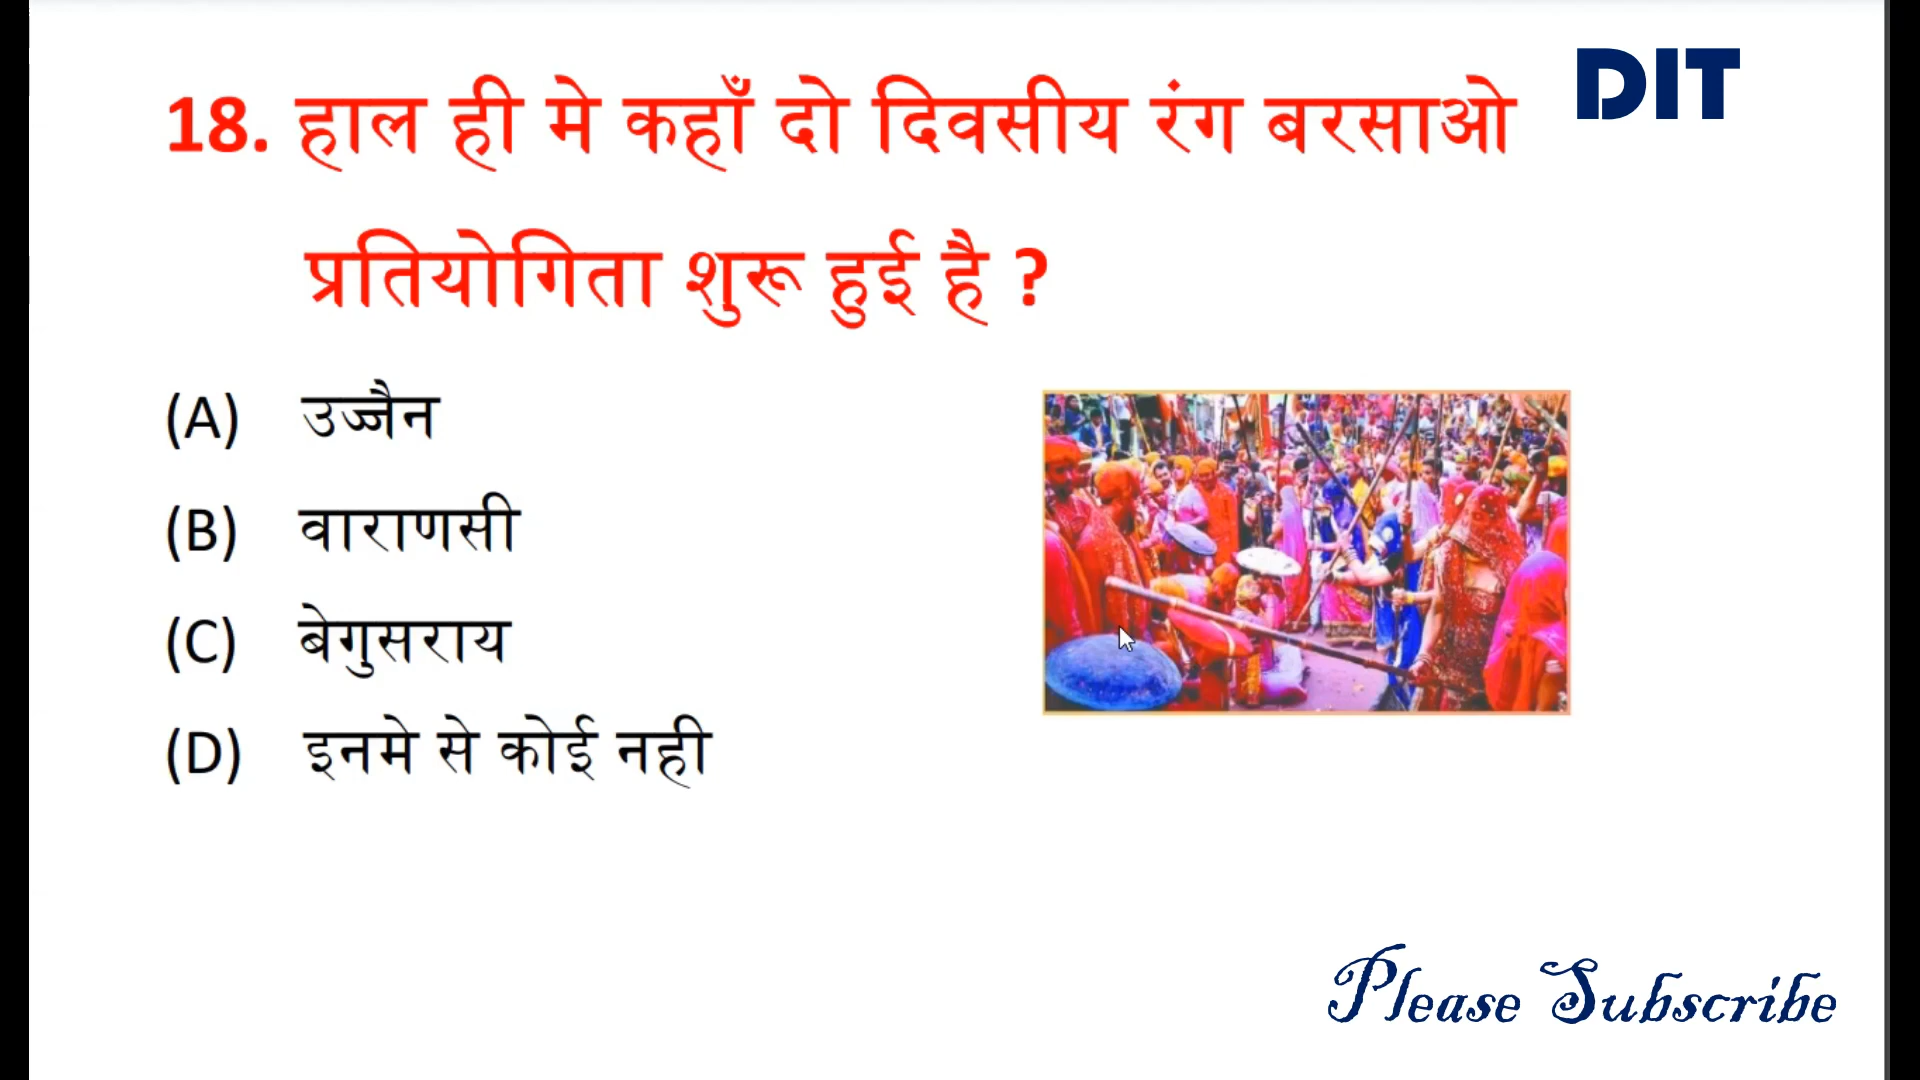 18. हाल ही मे कहाँ दो दिवसीय रंग बरसाओ
DIT
प्रतियोगिता शुरू हुई है ?
(A) उज्जैन
(B) वाराणसी
(C) बेगुसराय
(D) इनमे से कोई नही
Please Subscribe